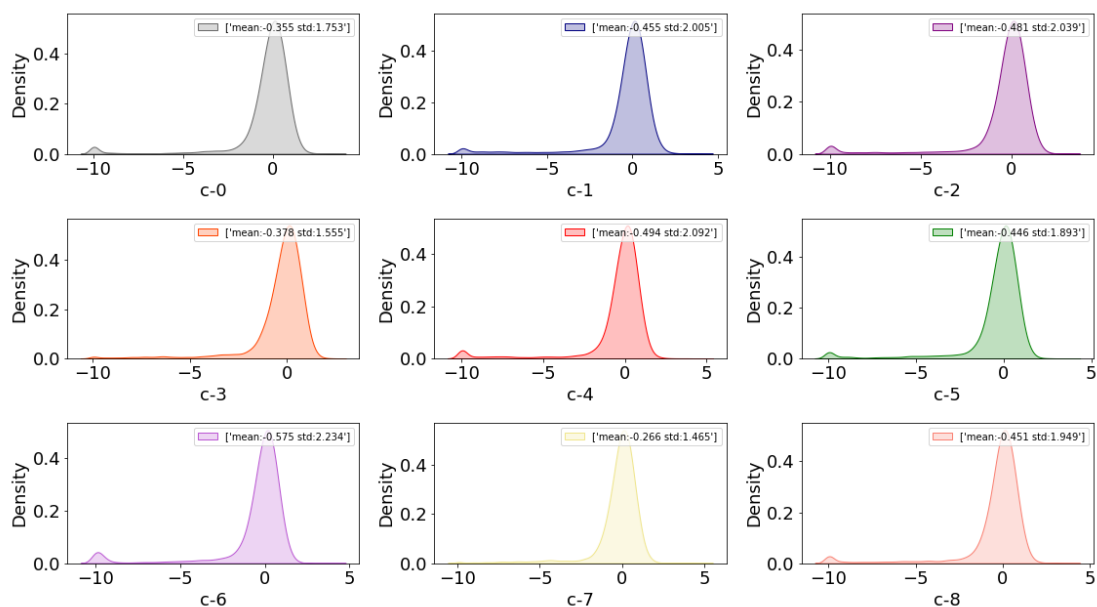 ['mean:-0.355 std:1.753']
['mean:-0.455 std:2.005']
['mean:-0.481 std:2.039']
Density
0.4
0.2
0.0
−10
−5
0
c-0
Density
0.4
0.2
0.0
−10
−5
0
5
c-1
Density
0.4
0.2
0.0
−10
−5
0
c-2
['mean:-0.378 std:1.555']
['mean:-0.494 std:2.092']
['mean:-0.446 std:1.893']
Density
0.4
0.2
0.0
−10
−5
0
c-3
Density
0.4
0.2
0.0
−10
−5
0
5
c-4
Density
0.4
0.2
0.0
−10
−5
0
5
c-5
['mean:-0.575 std:2.234']
['mean:-0.266 std:1.465']
['mean:-0.451 std:1.949']
Density
0.4
0.2
0.0
−10
−5
0
5
c-6
Density
0.4
0.2
0.0
−10
−5
0
5
c-7
Density
0.4
0.2
0.0
−10
−5
0
5
c-8